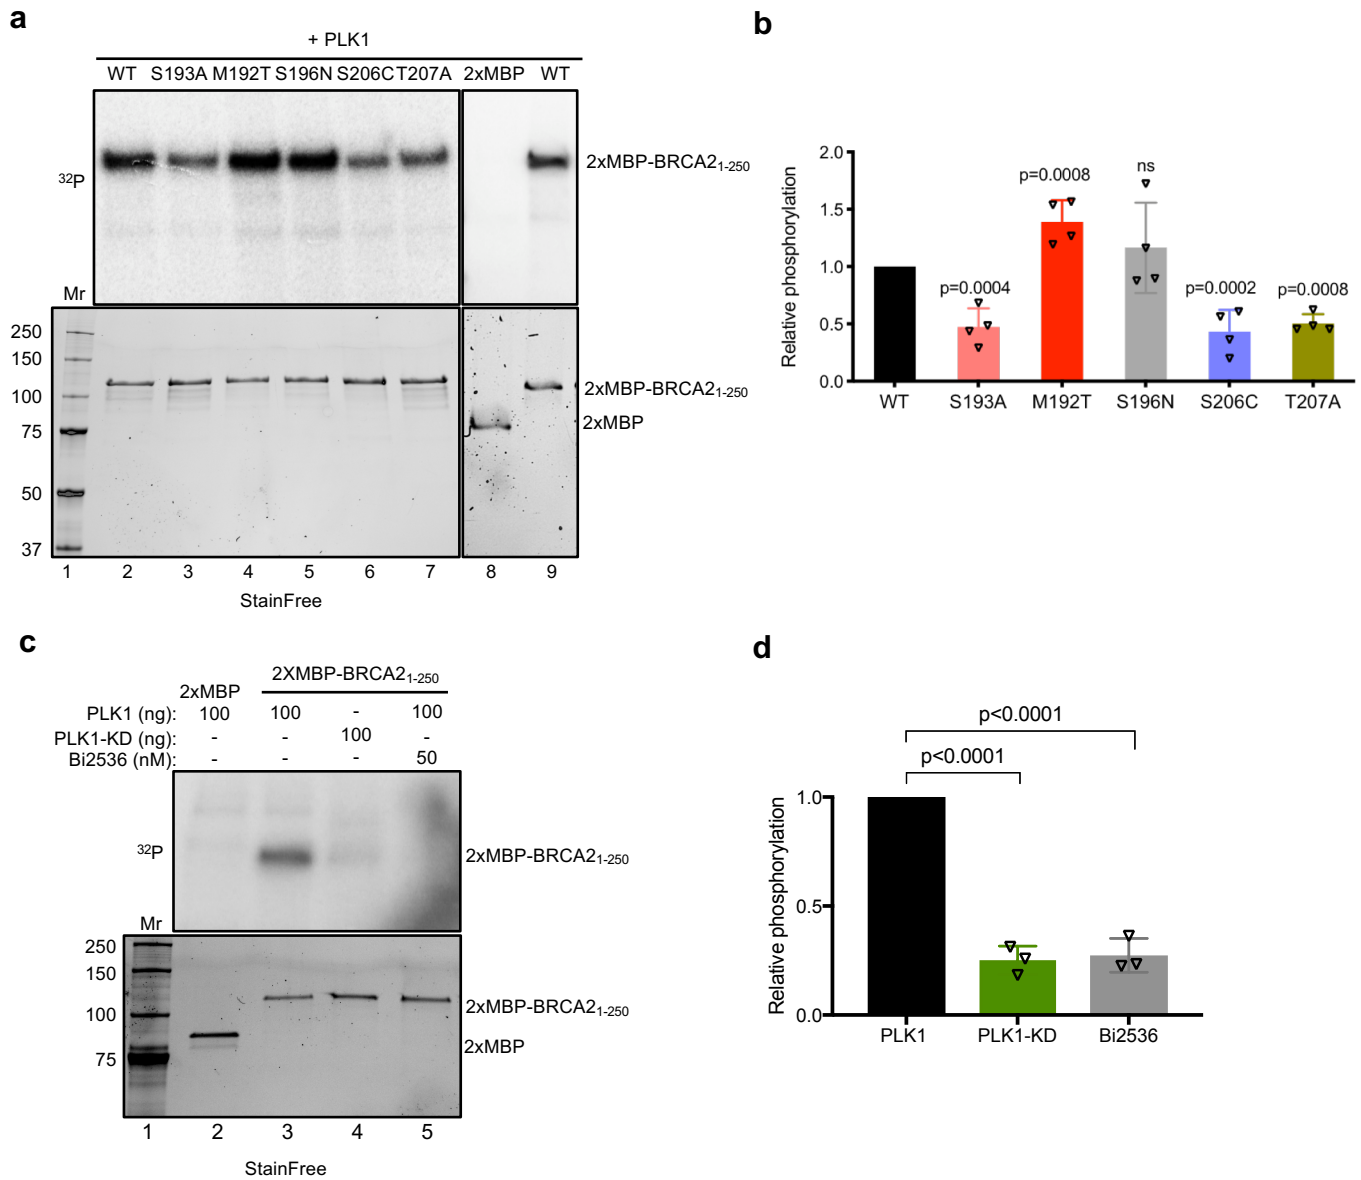 a
+ PLK1
WT S193A M192T S196N S206C T207A 2xMBP WT
32P
2xMBP-BRCA21-250
Mr
250
150
100
75
50
37
2xMBP-BRCA21-250
2xMBP
1 2 3 4 5 6 7 8 9
StainFree
b
Relative phosphorylation
2.0
1.5
1.0
0.5
0.0
p=0.0004
p=0.0008
ns
p=0.0002
p=0.0008
WT S193A M192T S196N S206C T207A
c
2XMBP-BRCA21-250
2xMBP
PLK1 (ng): 100 100 - 100
PLK1-KD (ng): - - 100 -
Bi2536 (nM): - - - 50
32P
2xMBP-BRCA21-250
Mr
250
150
100
75
2xMBP-BRCA21-250
2xMBP
1 2 3 4 5
StainFree
d
p<0.0001
p<0.0001
Relative phosphorylation
1.0
0.5
0.0
PLK1 PLK1-KD Bi2536